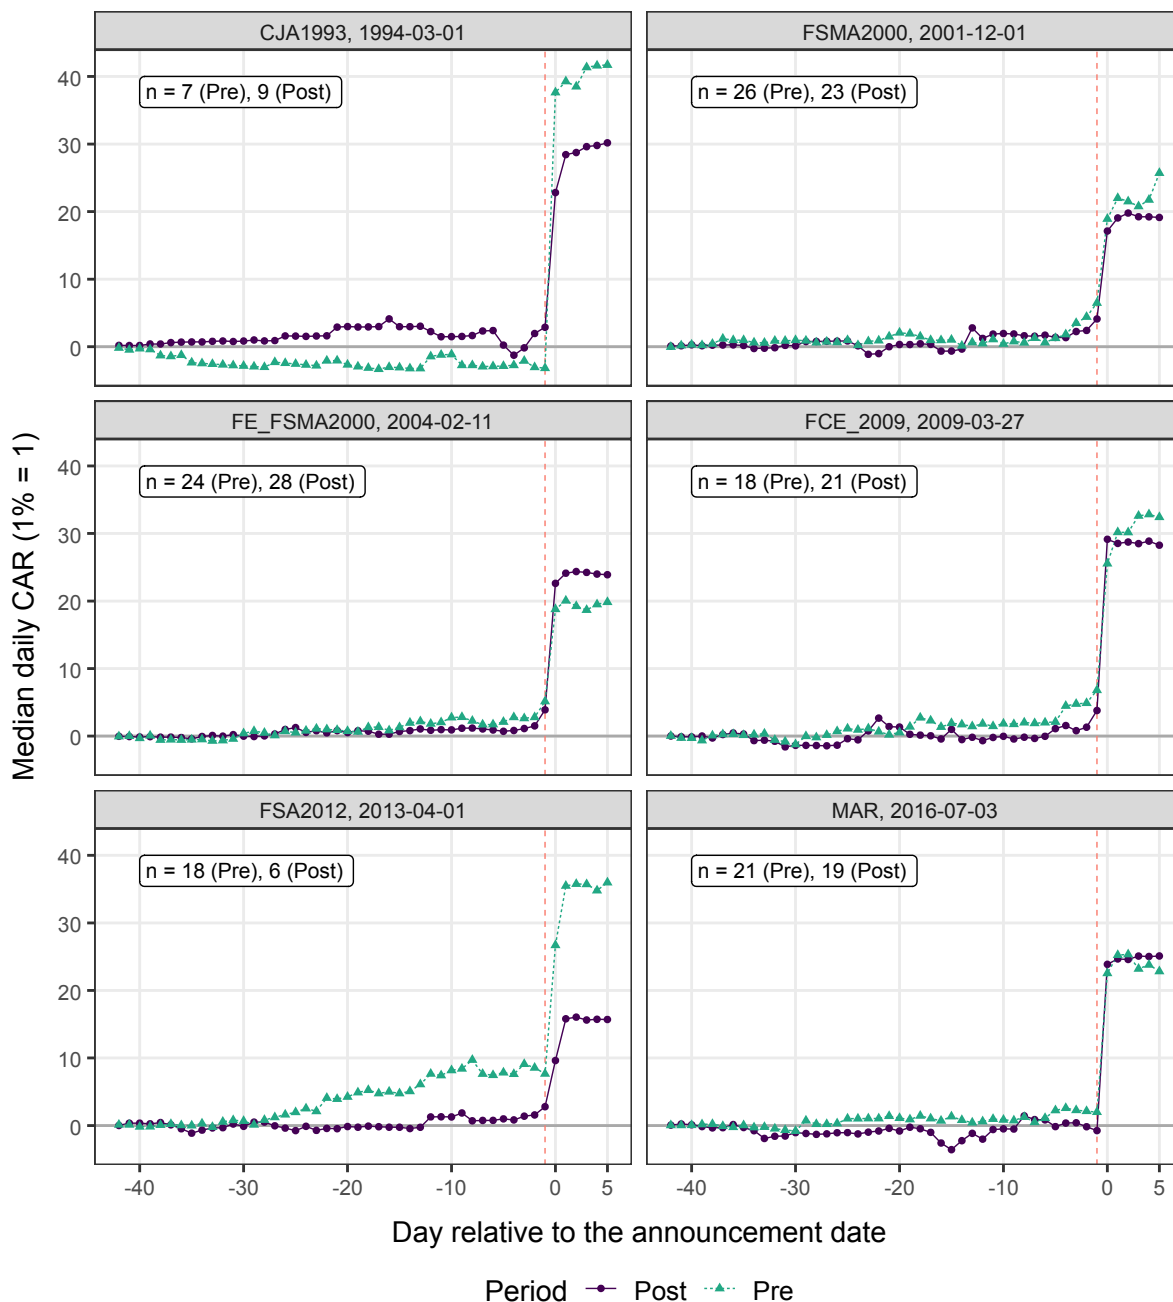 CJA1993, 1994-03-01
FSMA2000, 2001-12-01
n = 7 (Pre), 9 (Post)
n = 26 (Pre), 23 (Post)
40
30
20
10
0
FE_FSMA2000, 2004-02-11
FCE_2009, 2009-03-27
n = 24 (Pre), 28 (Post)
n = 18 (Pre), 21 (Post)
40
30
20
10
0
Median daily CAR (1% = 1)
FSA2012, 2013-04-01
MAR, 2016-07-03
n = 18 (Pre), 6 (Post)
n = 21 (Pre), 19 (Post)
40
30
20
10
0
-40 -30 -20 -10 0 5
-40 -30 -20 -10 0 5
Day relative to the announcement date
Period Post Pre